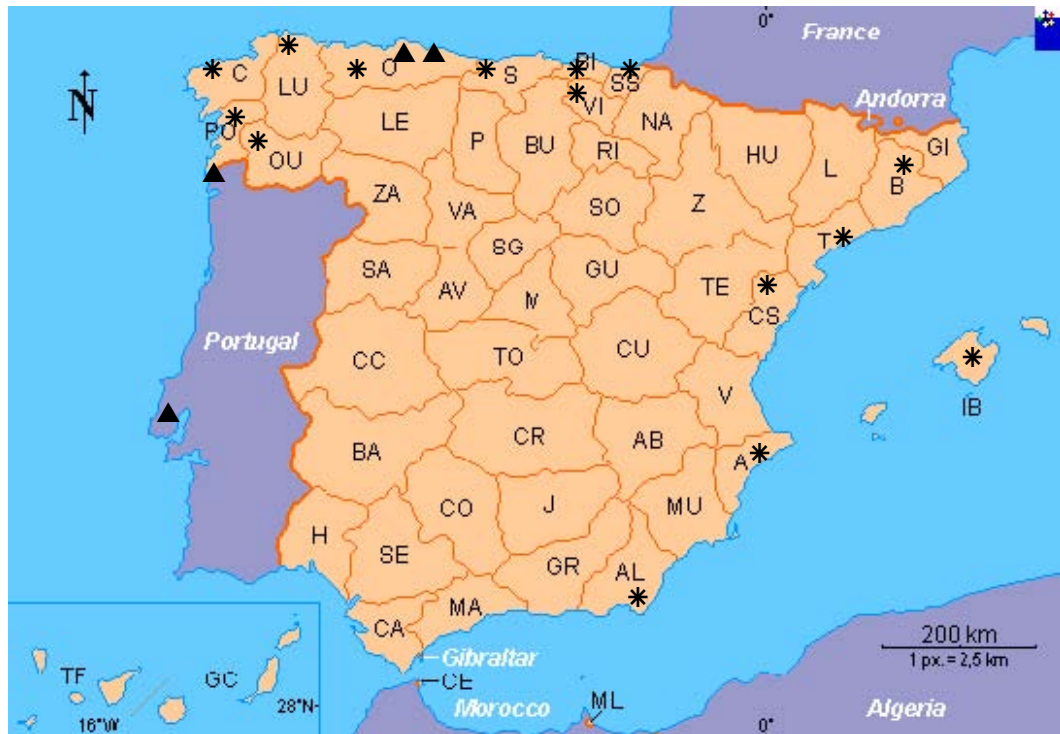 0°
France
N
C
LU
O
S
BI
SS
VI
NA
Andorra
PO
OU
LE
P
BU
RI
HU
L
B
GI
ZA
VA
SO
Z
T
SA
SG
AV
M
GU
TE
CS
Portugal
CC
TO
CU
V
IB
BA
CR
AB
A
H
CO
J
MU
SE
GR
AL
CA
MA
200 km
1 px. = 2,5 km
Gibraltar
CE
Morocco
ML
Algeria
0°
TF
GC
16°W
28°N